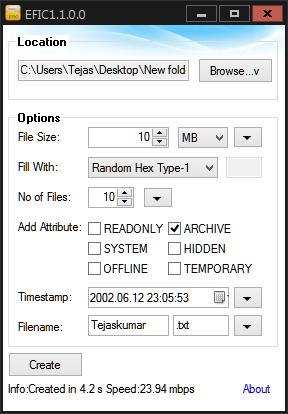 EFIC1.1.0.0
Location
C:\Users\Tejas\Desktop\New fold
Browse...v
Options
File Size: 10 MB
Fill With: Random Hex Type-1
No of Files: 10
Add Attribute: READONLY ARCHIVE
SYSTEM HIDDEN
OFFLINE TEMPORARY
Timestamp: 2002.06.12 23:05:53
Filename: Tejaskumar .txt
Create
Info:Created in 4.2 s Speed:23.94 mbps About